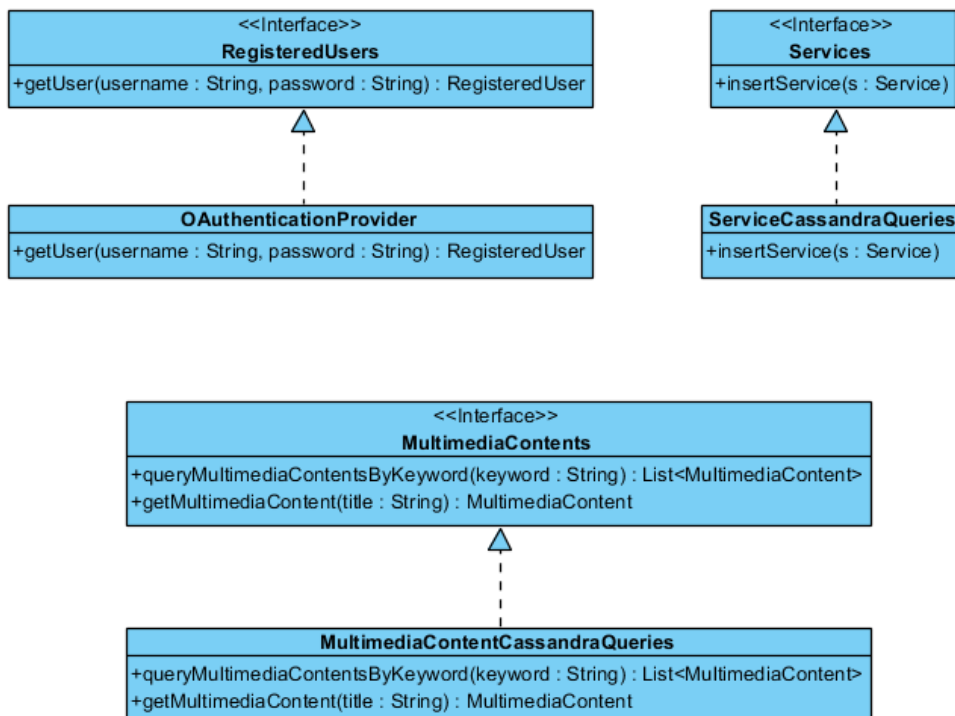 <<Interface>>
RegisteredUsers
+getUser(username : String, password : String) : RegisteredUser
<<Interface>>
Services
+insertService(s : Service)
OAuthenticationProvider
+getUser(username : String, password : String) : RegisteredUser
ServiceCassandraQueries
+insertService(s : Service)
<<Interface>>
MultimediaContents
+queryMultimediaContentsByKeyword(keyword : String) : List<MultimediaContent>
+getMultimediaContent(title : String) : MultimediaContent
MultimediaContentCassandraQueries
+queryMultimediaContentsByKeyword(keyword : String) : List<MultimediaContent>
+getMultimediaContent(title : String) : MultimediaContent